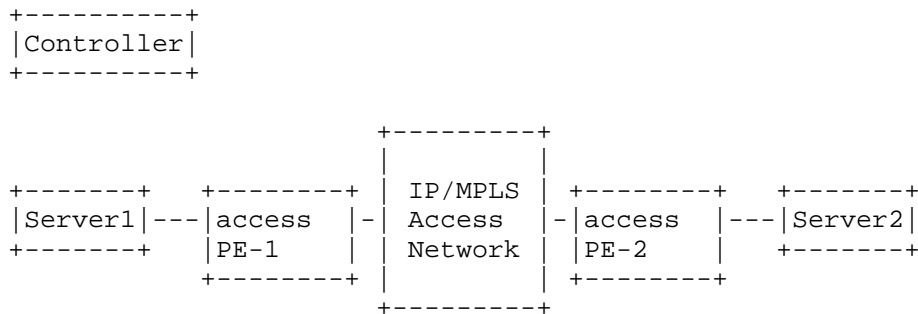 Controller
IP/MPLS
Server1 access Access access Server2
PE-1 Network PE-2